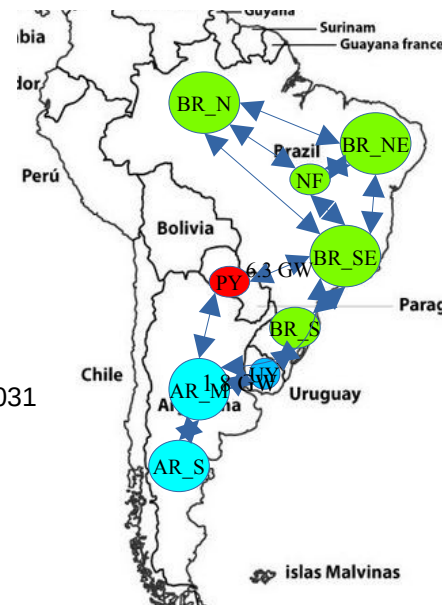 Guyana
Surinam
bia
Guayana france
dor
BR_N
BR_NE
Brazil
Perú
NF
Bolivia
BR_SE
6.3 GW
PY
Parag
BR_S
Chile
UY
1.8 GW
AR_M
Uruguay
031
AR_S
islas Malvinas